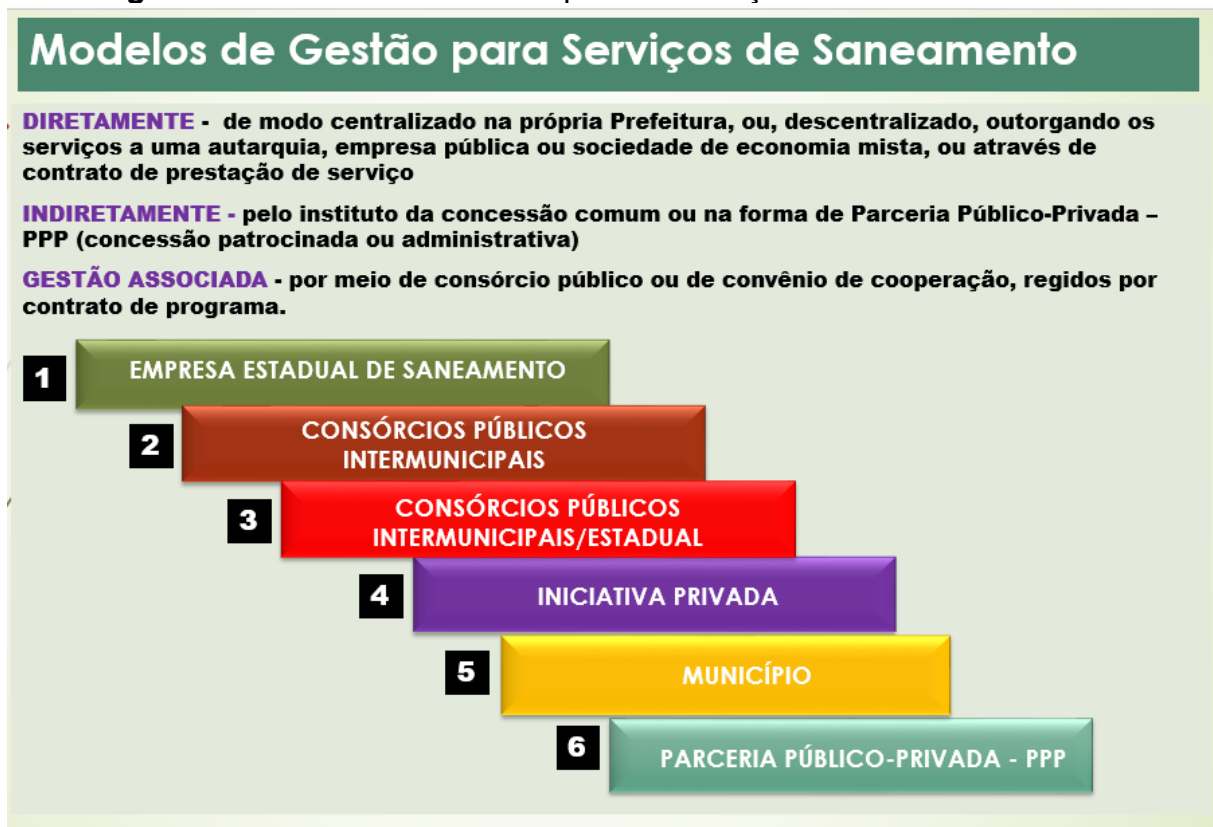 Modelos de Gestão para Serviços de Saneamento
DIRETAMENTE - de modo centralizado na própria Prefeitura, ou, descentralizado, outorgando os
serviços a uma autarquia, empresa pública ou sociedade de economia mista, ou através de
contrato de prestação de serviço
INDIRETAMENTE - pelo instituto da concessão comum ou na forma de Parceria Público-Privada –
PPP (concessão patrocinada ou administrativa)
GESTÃO ASSOCIADA - por meio de consórcio público ou de convênio de cooperação, regidos por
contrato de programa.
1 EMPRESA ESTADUAL DE SANEAMENTO
2 CONSÓRCIOS PÚBLICOS
INTERMUNICIPAIS
3 CONSÓRCIOS PÚBLICOS
INTERMUNICIPAIS/ESTADUAL
4 INICIATIVA PRIVADA
5 MUNICÍPIO
6 PARCERIA PÚBLICO-PRIVADA - PPP